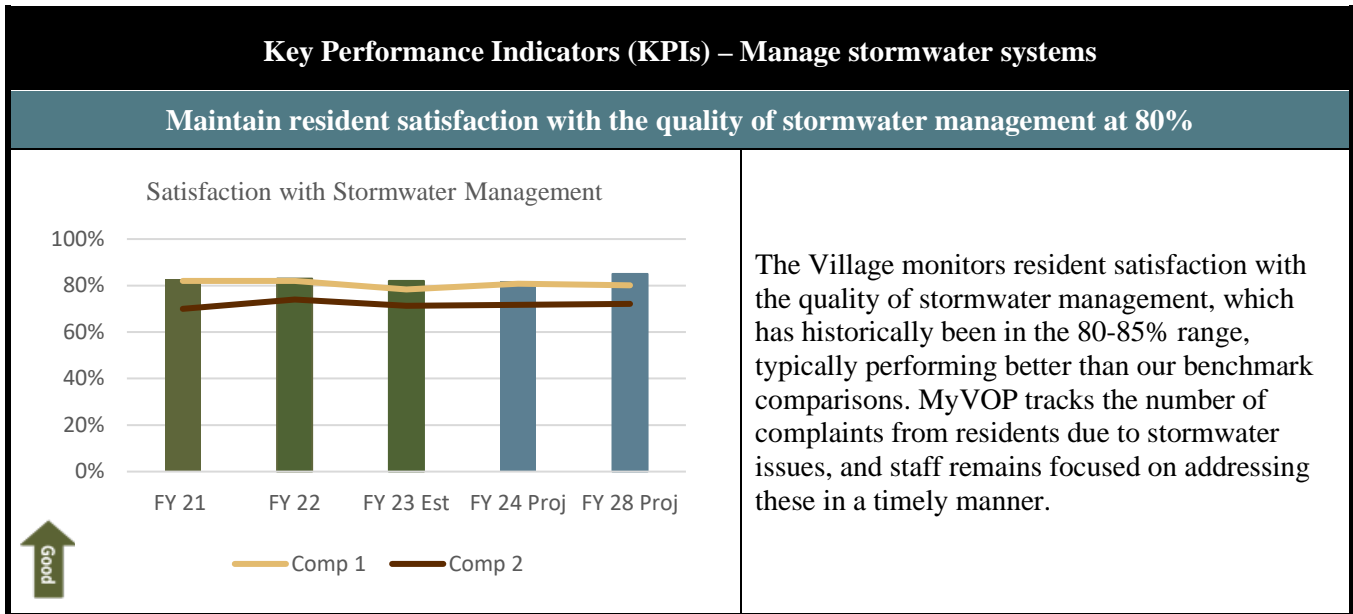 Key Performance Indicators (KPIs) – Manage stormwater systems
Maintain resident satisfaction with the quality of stormwater management at 80%
Satisfaction with Stormwater Management
100%
80%
60%
40%
20%
0%
FY 21 FY 22 FY 23 Est FY 24 Proj FY 28 Proj
Comp 1 Comp 2
Good
The Village monitors resident satisfaction with
the quality of stormwater management, which
has historically been in the 80-85% range,
typically performing better than our benchmark
comparisons. MyVOP tracks the number of
complaints from residents due to stormwater
issues, and staff remains focused on addressing
these in a timely manner.